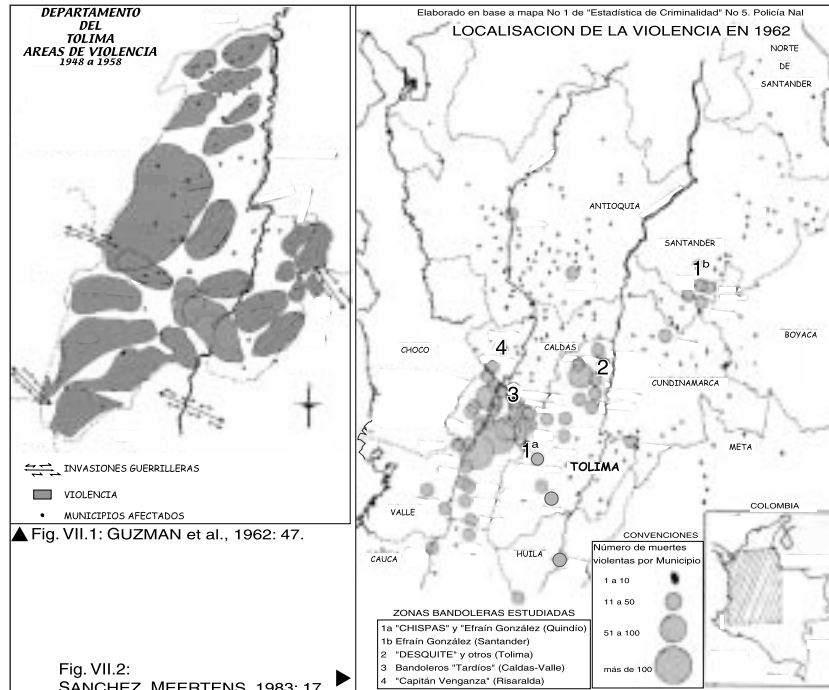 DEPARTAMENTO
DEL
TOLIMA
AREAS DE VIOLENCIA
1948 a 1958
INVASIONES GUERRILLERAS
VIOLENCIA
MUNICIPIOS AFECTADOS
Fig. VII.1: GUZMAN et al., 1962: 47.
Fig. VII.2:
SANCHEZ, MEERTENS, 1983: 17
Elaborado en base a mapa No 1 de "Estadística de Criminalidad" No 5. Policía Nal
LOCALISACION DE LA VIOLENCIA EN 1962
NORTE
DE
SANTANDER
ANTIOQUIA
SANTANDER
1b
BOYACA
CHOCO
4
CALDAS
2
CUNDINAMARCA
3
1a
META
TOLIMA
VALLE
CAUCA
HUILA
COLOMBIA
CONVENCIONES
Número de muertes
violentas por Municipio
1 a 10
11 a 50
51 a 100
más de 100
ZONAS BANDOLERAS ESTUDIADAS
1a "CHISPAS" y "Efraín González (Quindío)
1b Efraín González (Santander)
2 "DESQUITE" y otros (Tolima)
3 Bandoleros "Tardíos" (Caldas-Valle)
4 "Capitán Venganza" (Risaralda)